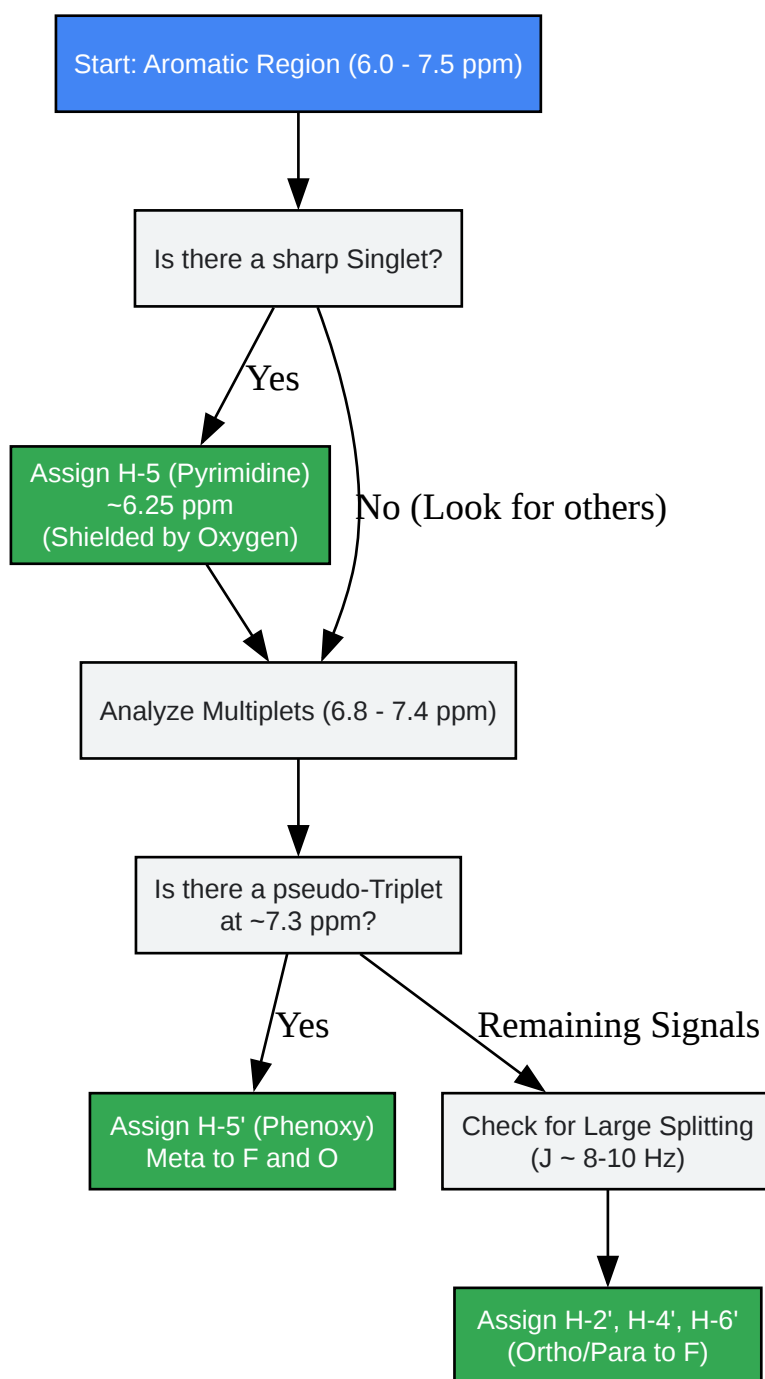 Start: Aromatic Region (6.0 - 7.5 ppm)
Is there a sharp Singlet?
Yes
Assign H-5 (Pyrimidine)
~6.25 ppm
(Shielded by Oxygen)
No (Look for others)
Analyze Multiplets (6.8 - 7.4 ppm)
Is there a pseudo-Triplet
at ~7.3 ppm?
Yes
Remaining Signals
Assign H-5' (Phenoxy)
Meta to F and O
Check for Large Splitting
(J ~ 8-10 Hz)
Assign H-2', H-4', H-6'
(Ortho/Para to F)